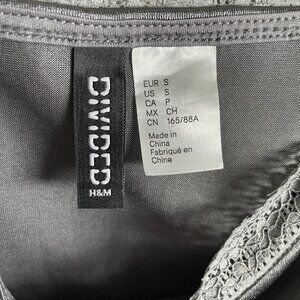 DIVIDED
H&M
EUR S
US S
CA P
MX CH
CN 165/88A
Made in
China
Fabriqué en
Chine